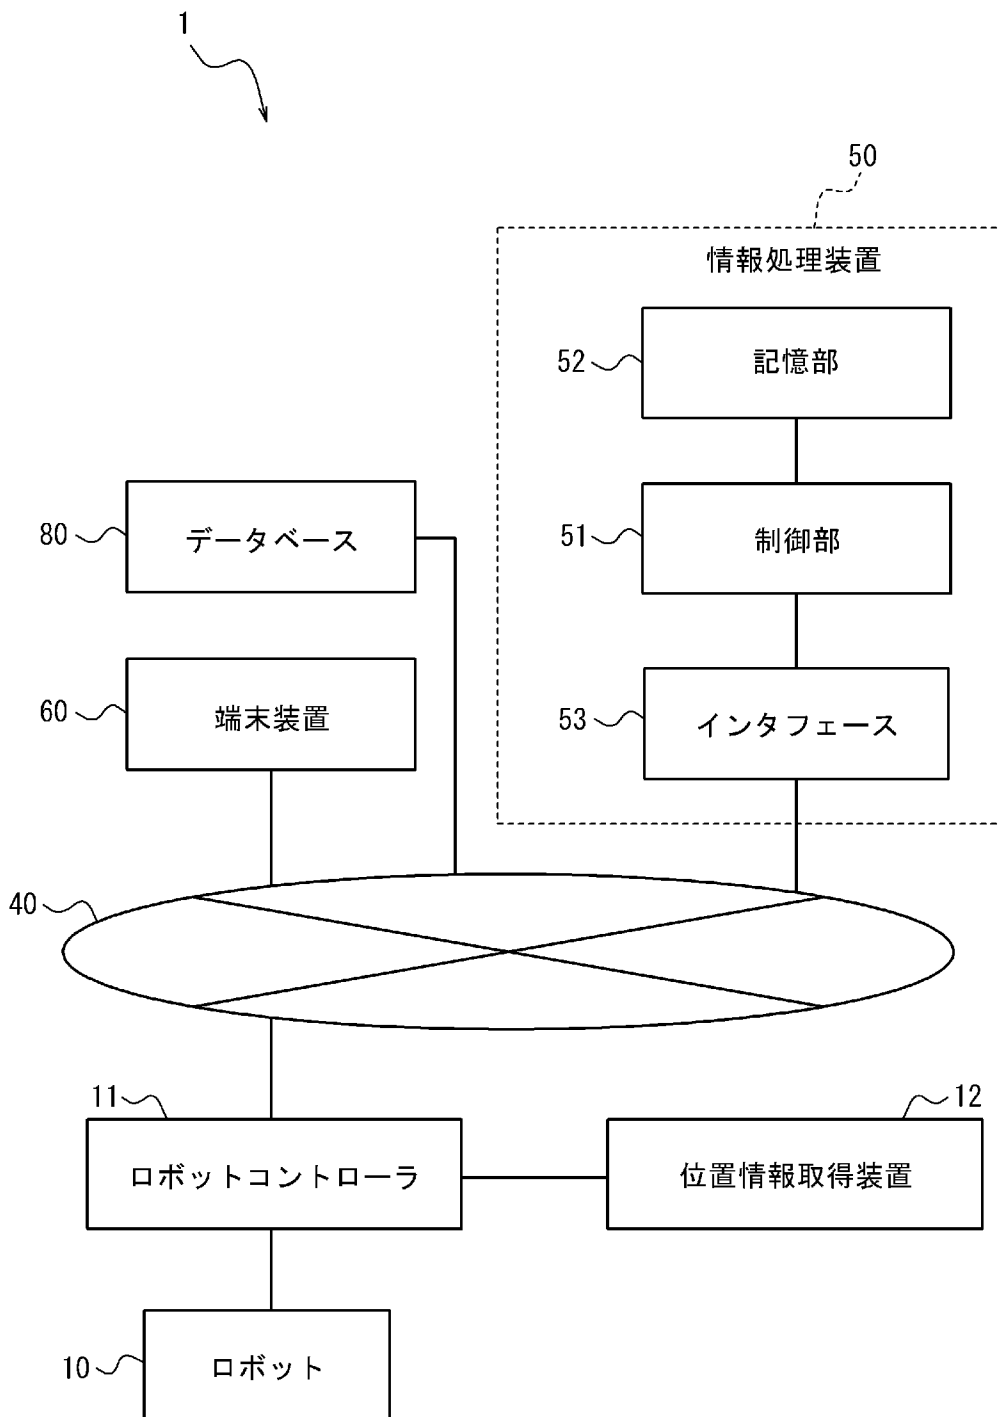 1
50
情報処理装置
52
記憶部
80
データベース
51
制御部
60
端末装置
53
インタフェース
40
11
12
ロボットコントローラ
位置情報取得装置
10
ロボット